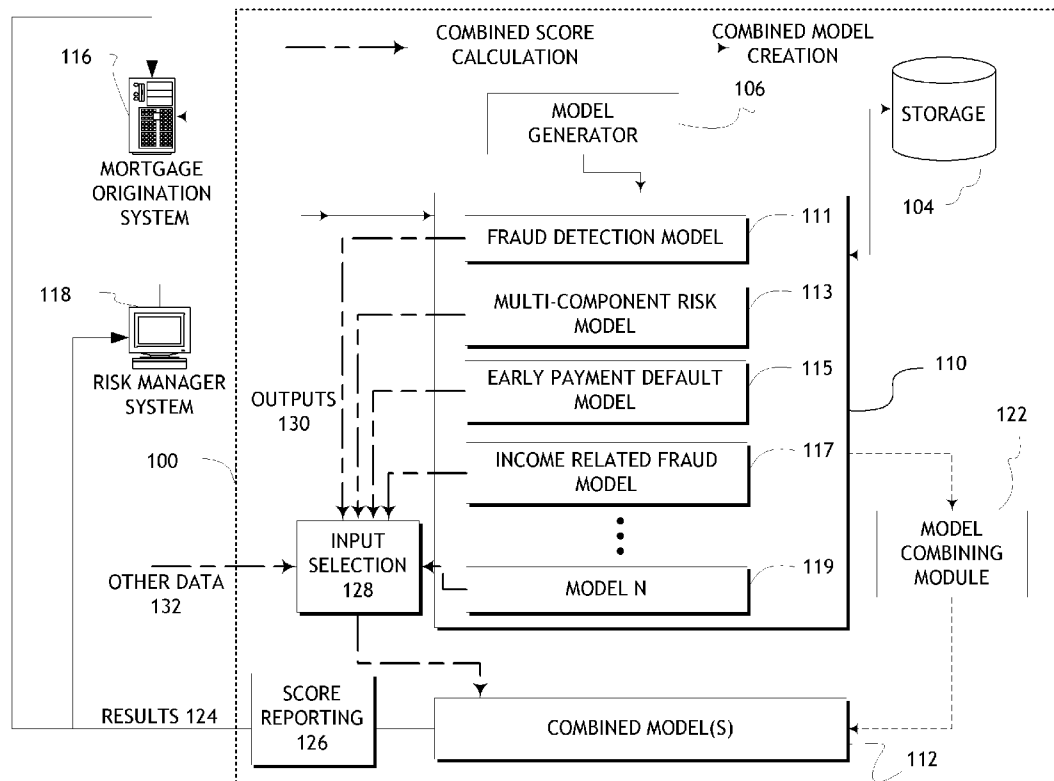 116
COMBINED SCORE
CALCULATION
COMBINED MODEL
CREATION
106
MODEL
GENERATOR
STORAGE
104
MORTGAGE
ORIGINATION
SYSTEM
111
FRAUD DETECTION MODEL
118
113
MULTI-COMPONENT RISK
MODEL
RISK MANAGER
SYSTEM
115
EARLY PAYMENT DEFAULT
MODEL
110
OUTPUTS
130
122
100
117
INCOME RELATED FRAUD
MODEL
INPUT
SELECTION
128
MODEL
COMBINING
MODULE
OTHER DATA
132
119
MODEL N
SCORE
REPORTING
126
RESULTS 124
COMBINED MODEL(S)
112